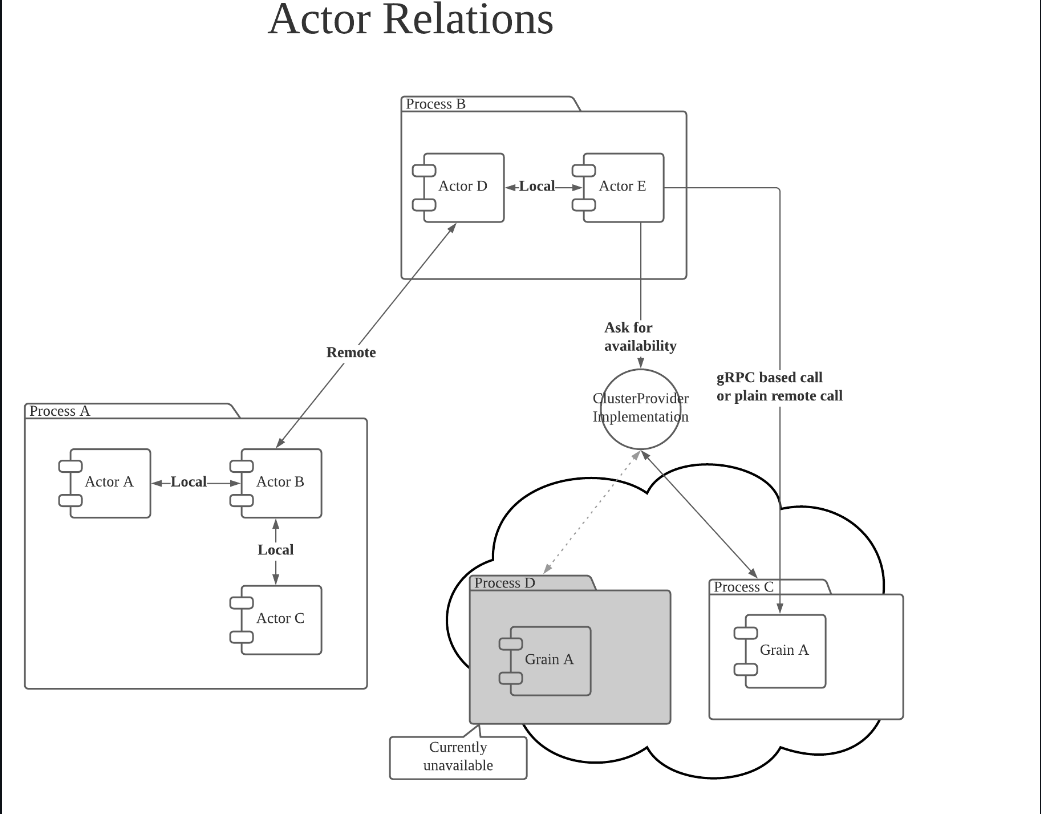 Actor Relations
Process B
Actor D
Local
Actor E
Ask for
availability
Remote
gRPC based call
or plain remote call
ClusterProvider
Implementation
Process A
Actor A
Local
Actor B
Local
Actor C
Process D
Grain A
Process C
Grain A
Currently
unavailable